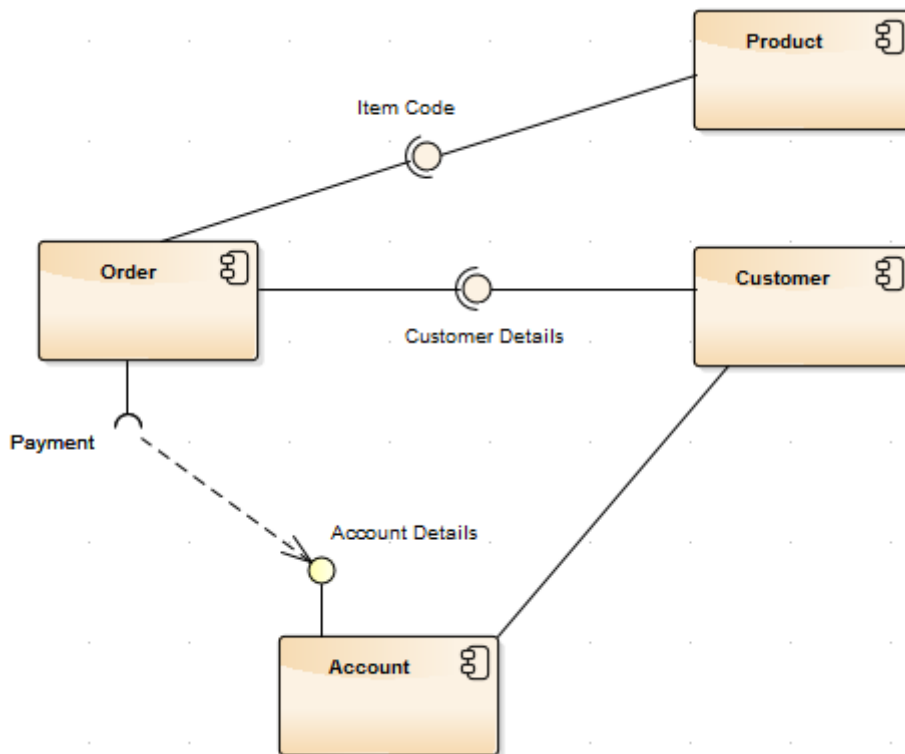 Product
Item Code
Order
Customer
Customer Details
Payment
Account Details
Account